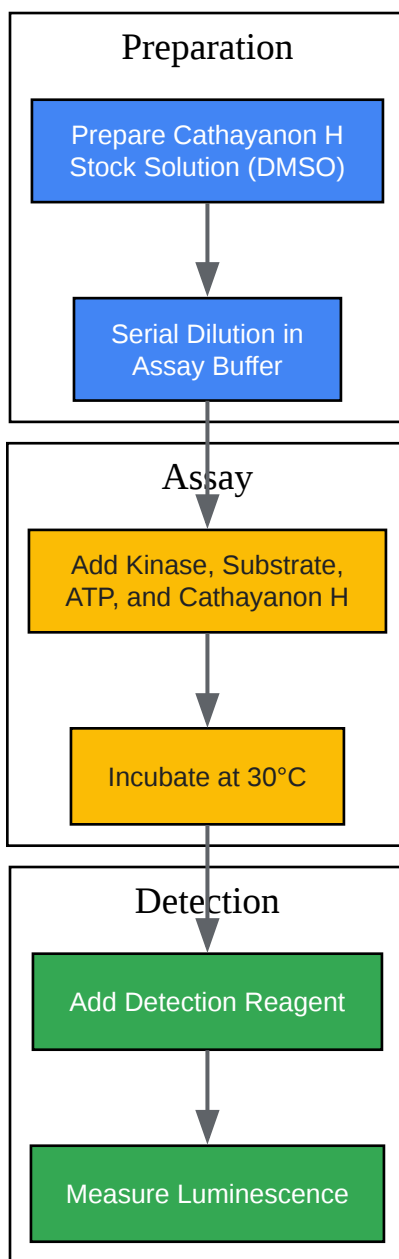 Preparation
Prepare Cathayanon H
Stock Solution (DMSO)
Serial Dilution in
Assay Buffer
Assay
Add Kinase, Substrate,
ATP, and Cathayanon H
Incubate at 30°C
Detection
Add Detection Reagent
Measure Luminescence